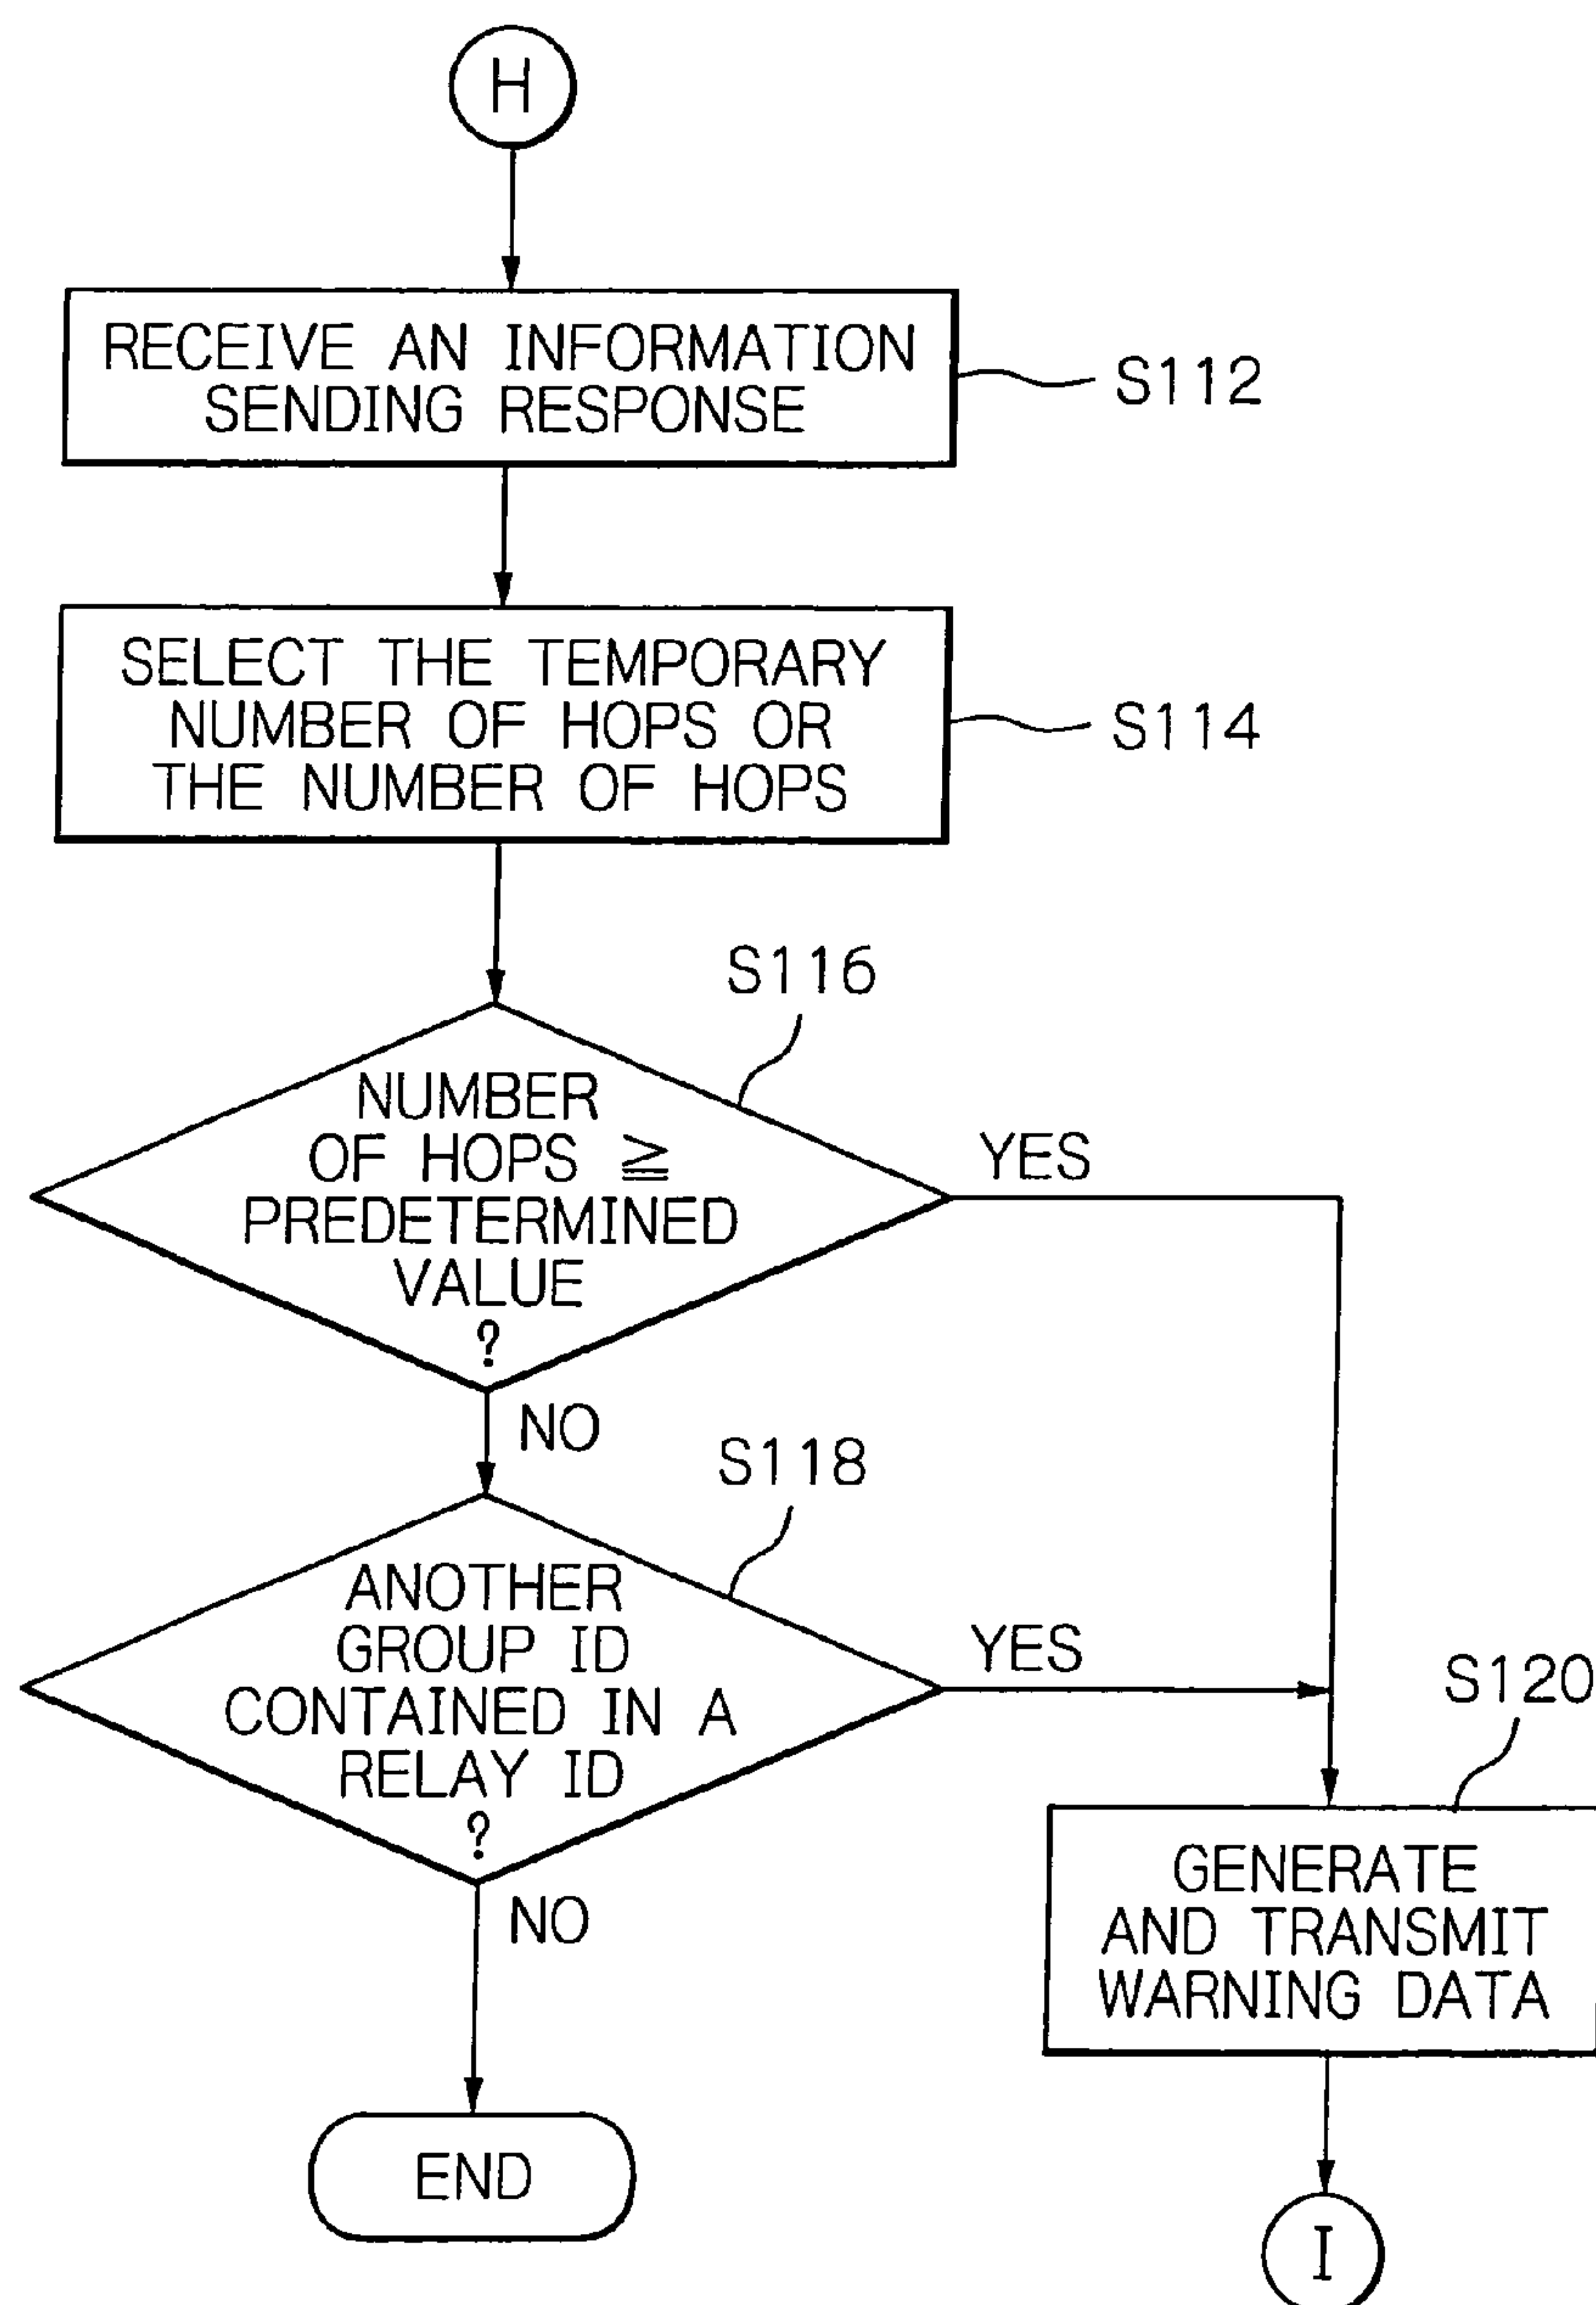 H
RECEIVE AN INFORMATION
SENDING RESPONSE
S112
SELECT THE TEMPORARY
NUMBER OF HOPS OR
THE NUMBER OF HOPS
S114
S116
NUMBER
OF HOPS ≧
PREDETERMINED
VALUE
?
YES
NO
S118
ANOTHER
GROUP ID
CONTAINED IN A
RELAY ID
?
YES
S120
GENERATE
AND TRANSMIT
WARNING DATA
NO
END
I